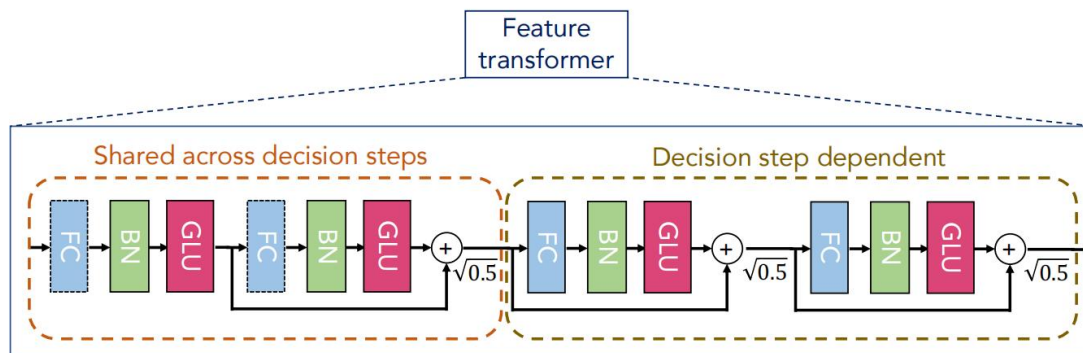 Feature
transformer
Shared across decision steps
Decision step dependent
FC
BN
GLU
FC
BN
GLU
+
√0.5
FC
BN
GLU
+
√0.5
FC
BN
GLU
+
√0.5